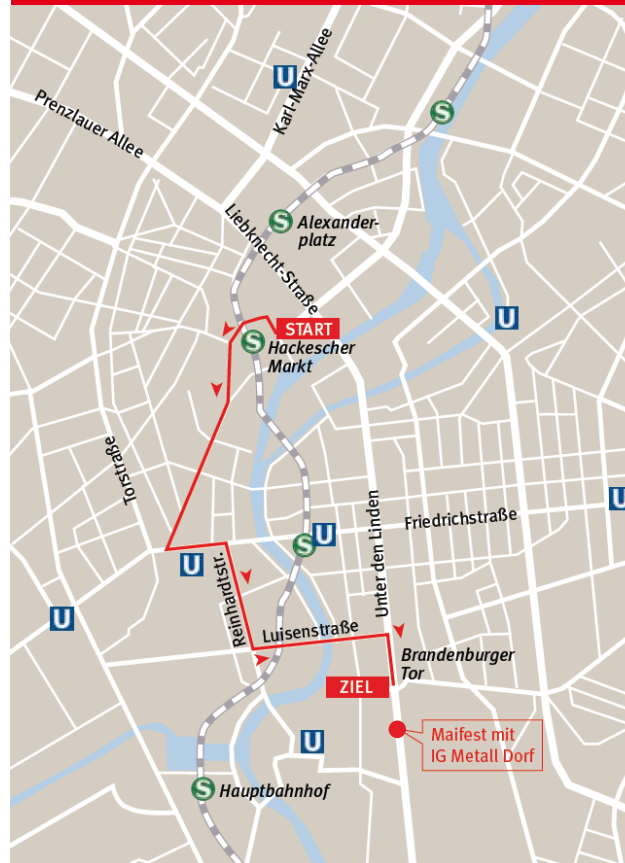 U
Karl-Marx-Allee
Prenzlauer Allee
S
S
Alexander-
platz
Liebknecht-Straße
U
START
S
Hackescher
Markt
Torstraße
Unter den Linden
Friedrichstraße
U
U
S
U
Reinhardtstr.
U
Luisenstraße
Brandenburger
Tor
ZIEL
Maifest mit
IG Metall Dorf
U
S
Hauptbahnhof